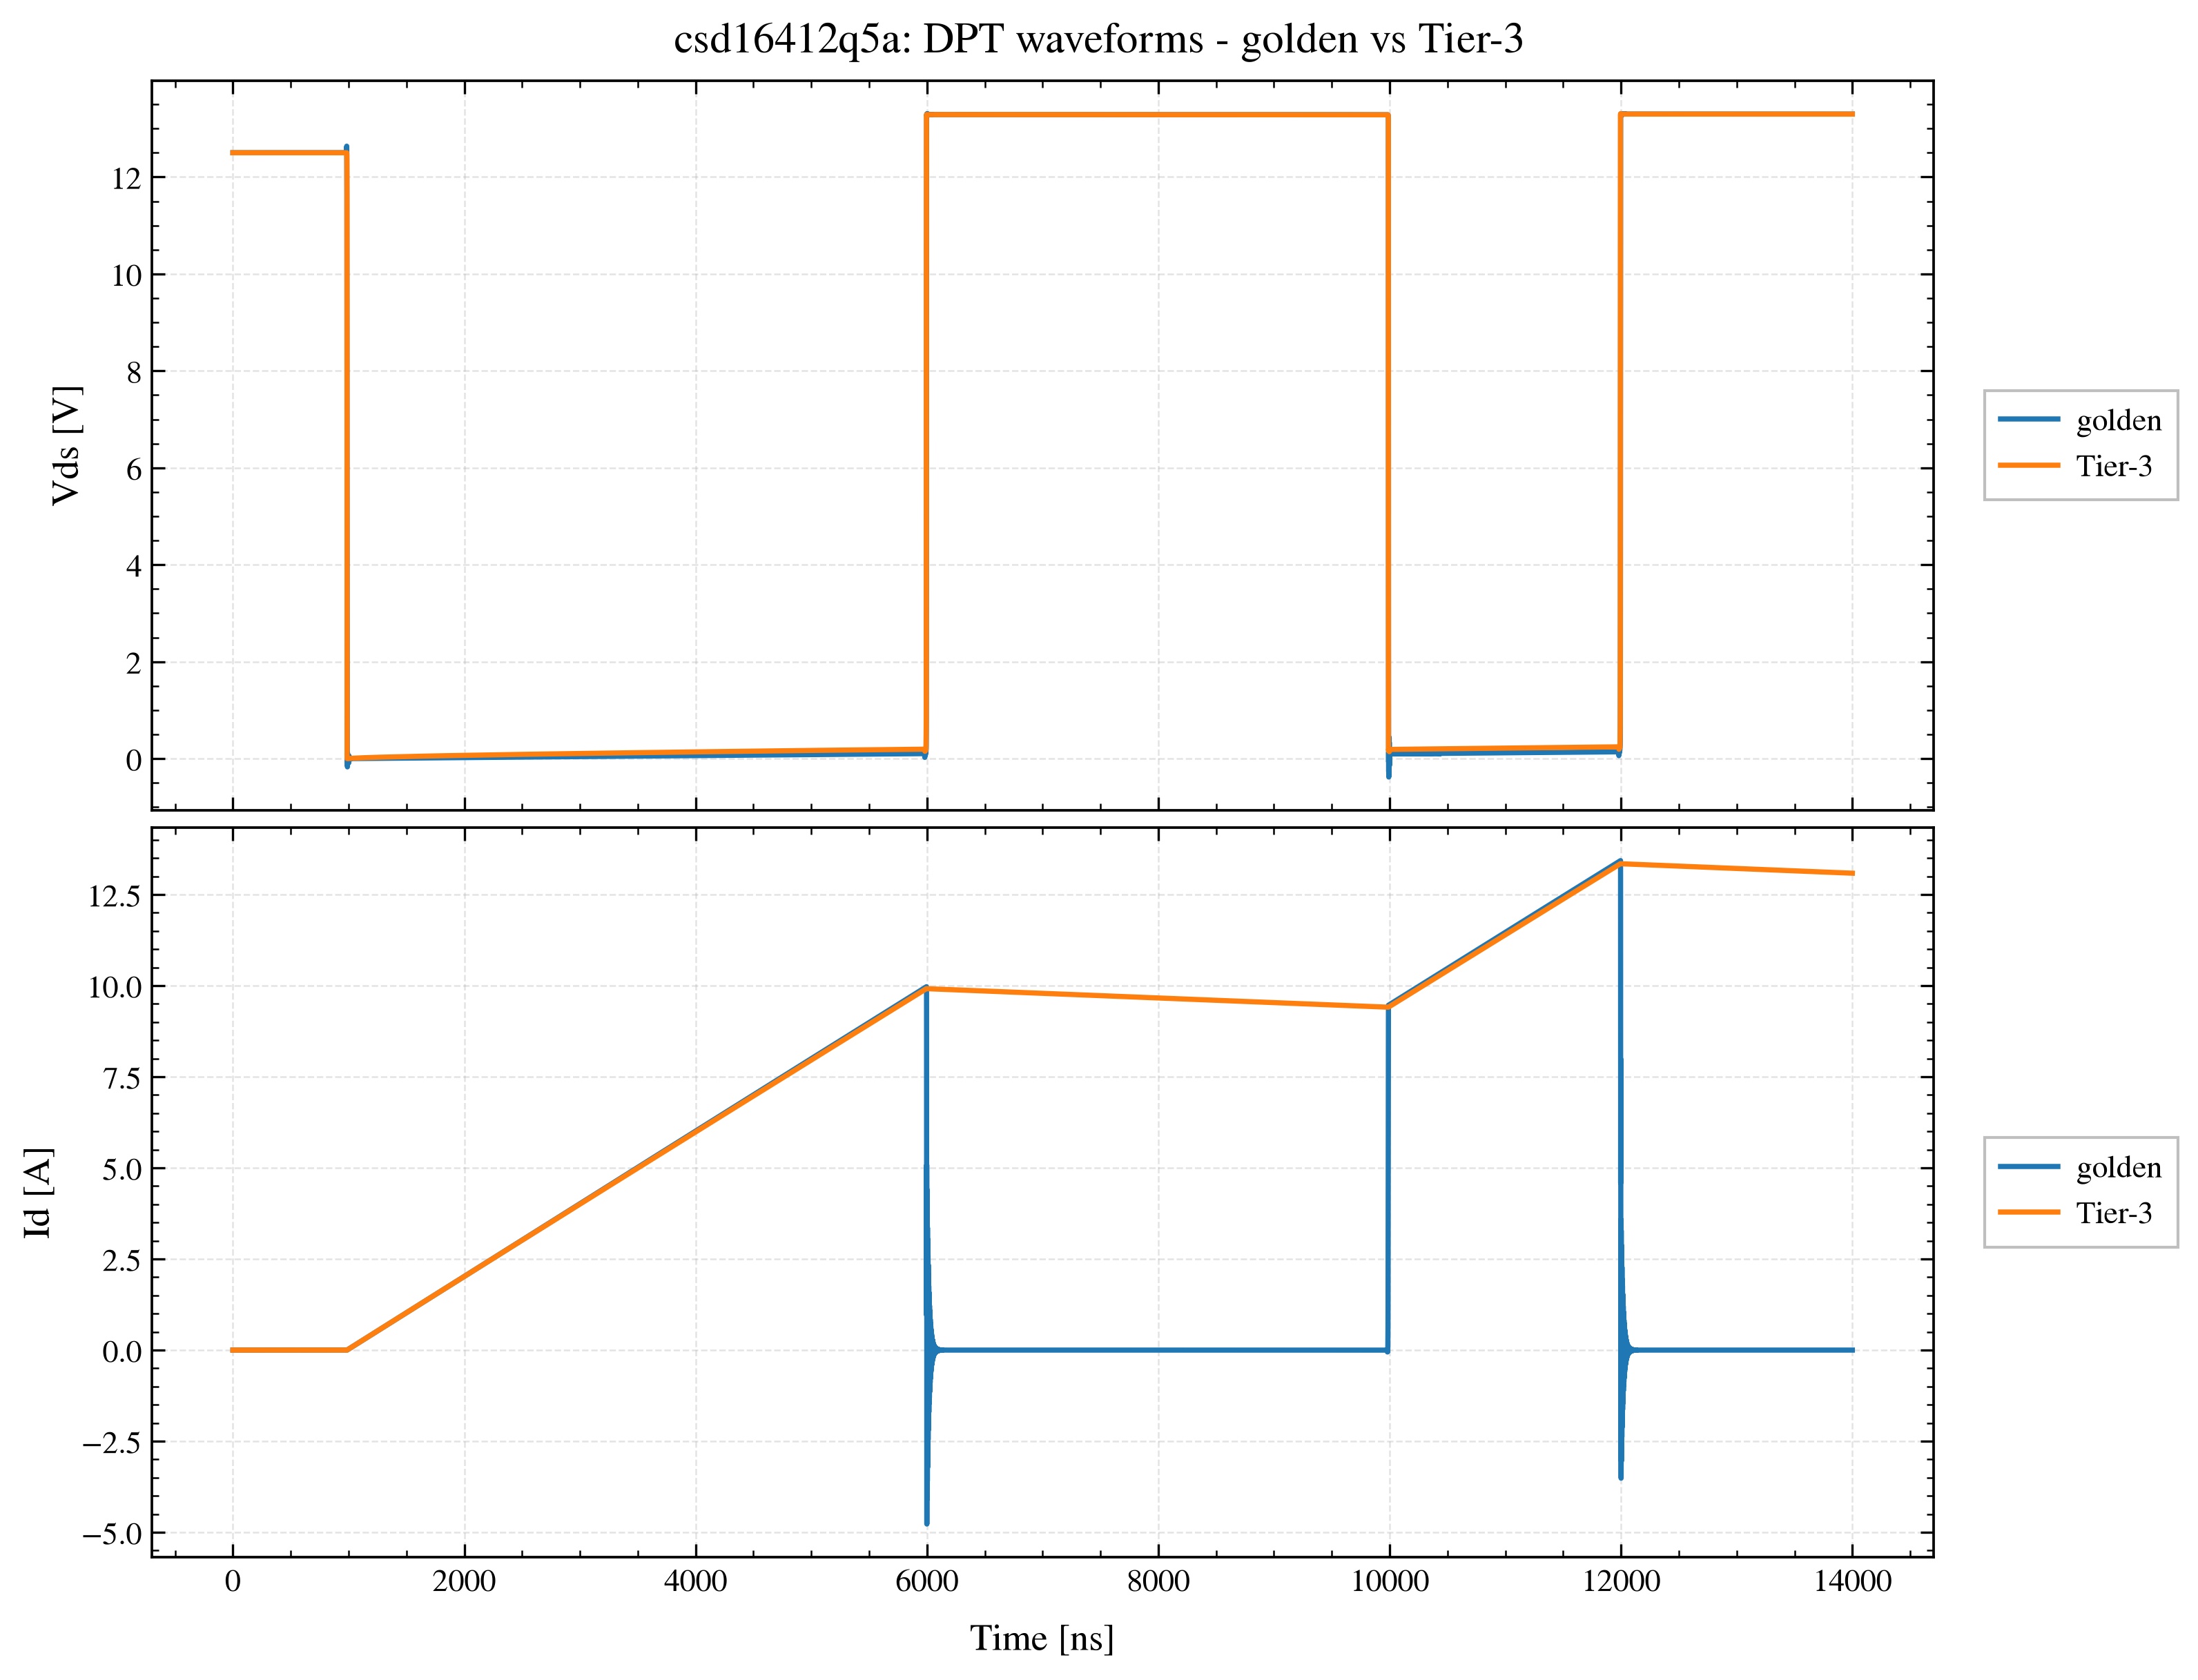 csd16412q5a: DPT waveforms - golden vs Tier-3
12
10
8
6
4
2
0
Vds [V]
golden
Tier-3
12.5
10.0
7.5
5.0
2.5
0.0
−2.5
−5.0
Id [A]
golden
Tier-3
0 2000 4000 6000 8000 10000 12000 14000
Time [ns]